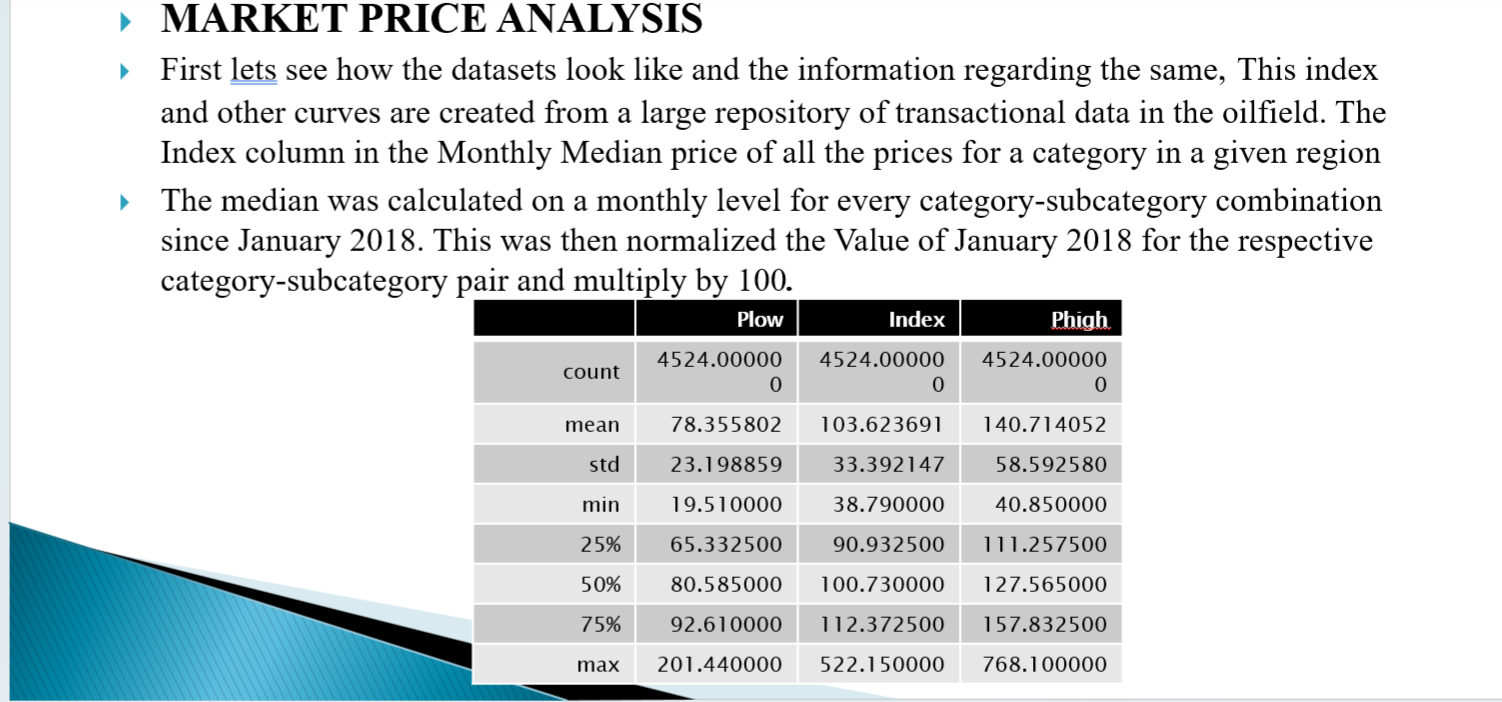 MARKET PRICE ANALYSIS
First lets see how the datasets look like and the information regarding the same, This index
and other curves are created from a large repository of transactional data in the oilfield. The
Index column in the Monthly Median price of all the prices for a category in a given region
The median was calculated on a monthly level for every category-subcategory combination
since January 2018. This was then normalized the Value of January 2018 for the respective
category-subcategory pair and multiply by 100.
Plow Index Phigh
count 4524.00000 4524.00000 4524.00000
0 0 0
mean 78.355802 103.623691 140.714052
std 23.198859 33.392147 58.592580
min 19.510000 38.790000 40.850000
25% 65.332500 90.932500 111.257500
50% 80.585000 100.730000 127.565000
75% 92.610000 112.372500 157.832500
max 201.440000 522.150000 768.100000